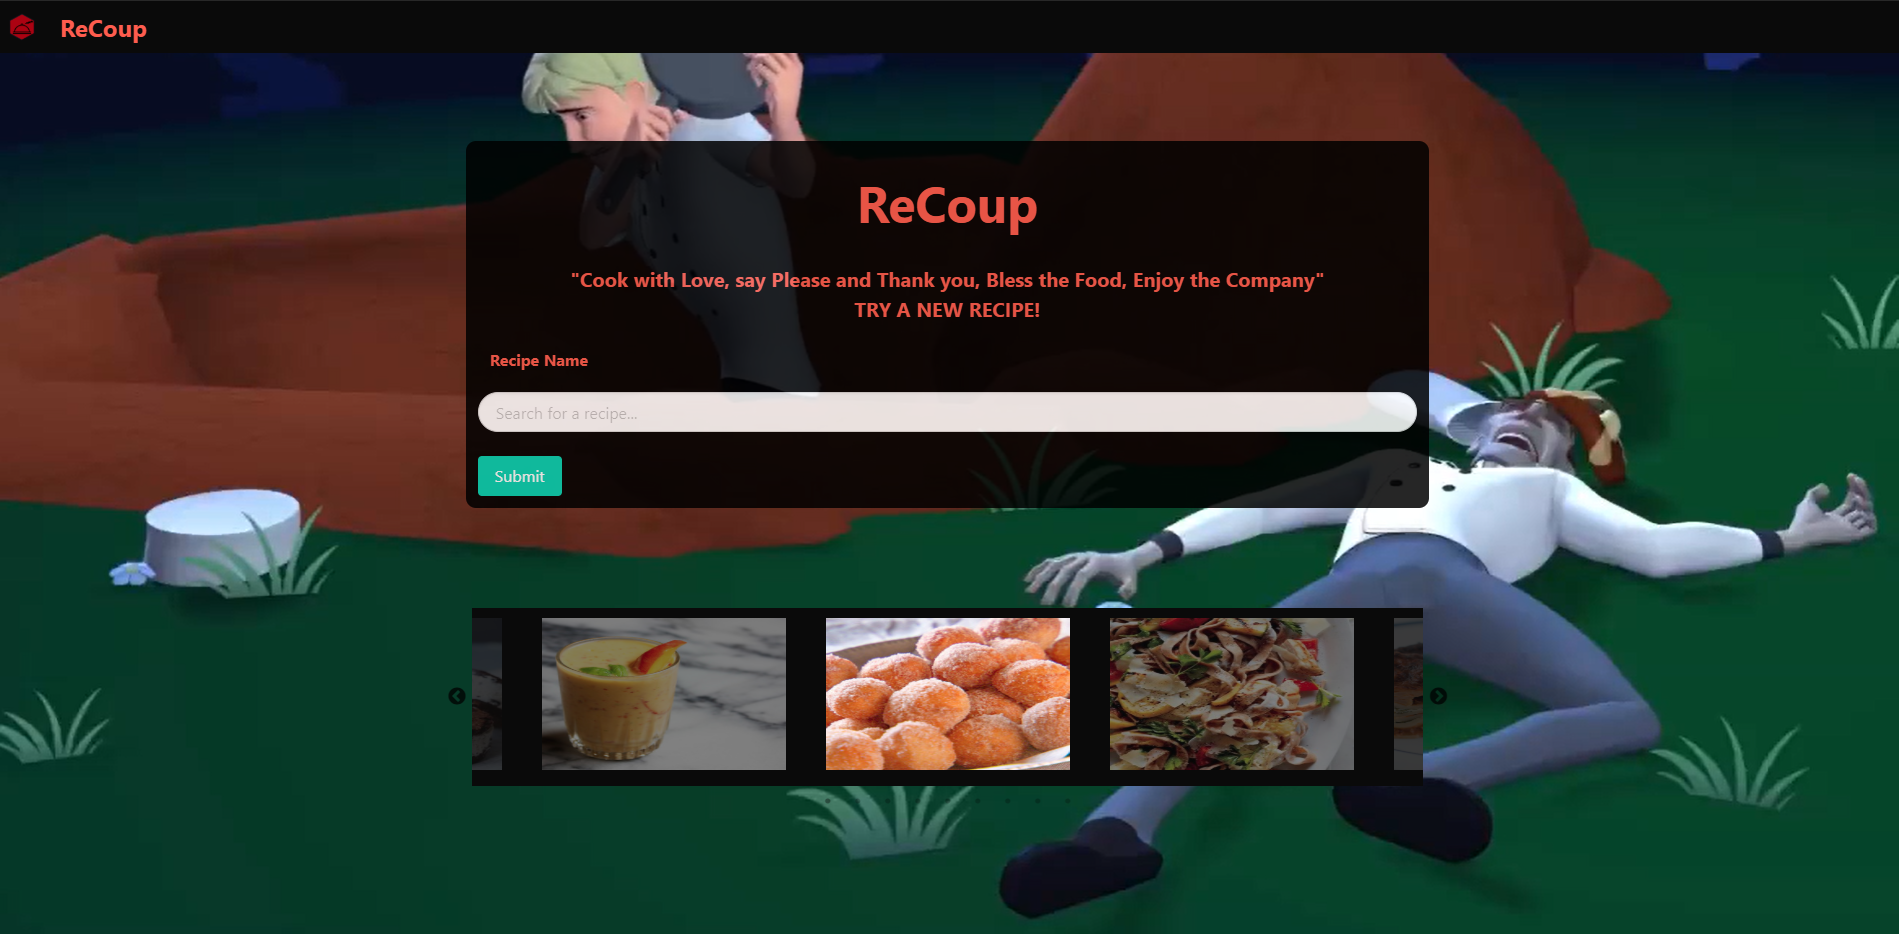 ReCoup
ReCoup
"Cook with Love, say Please and Thank you, Bless the Food, Enjoy the Company"
TRY A NEW RECIPE!
Recipe Name
Search for a recipe...
Submit